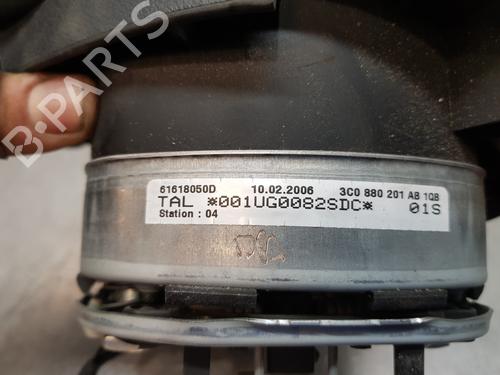 B-PARTS
61618050D 10.02.2006 3C0 880 201 AB 1QB
TAL *001UG0082SDC* 01S
Station : 04